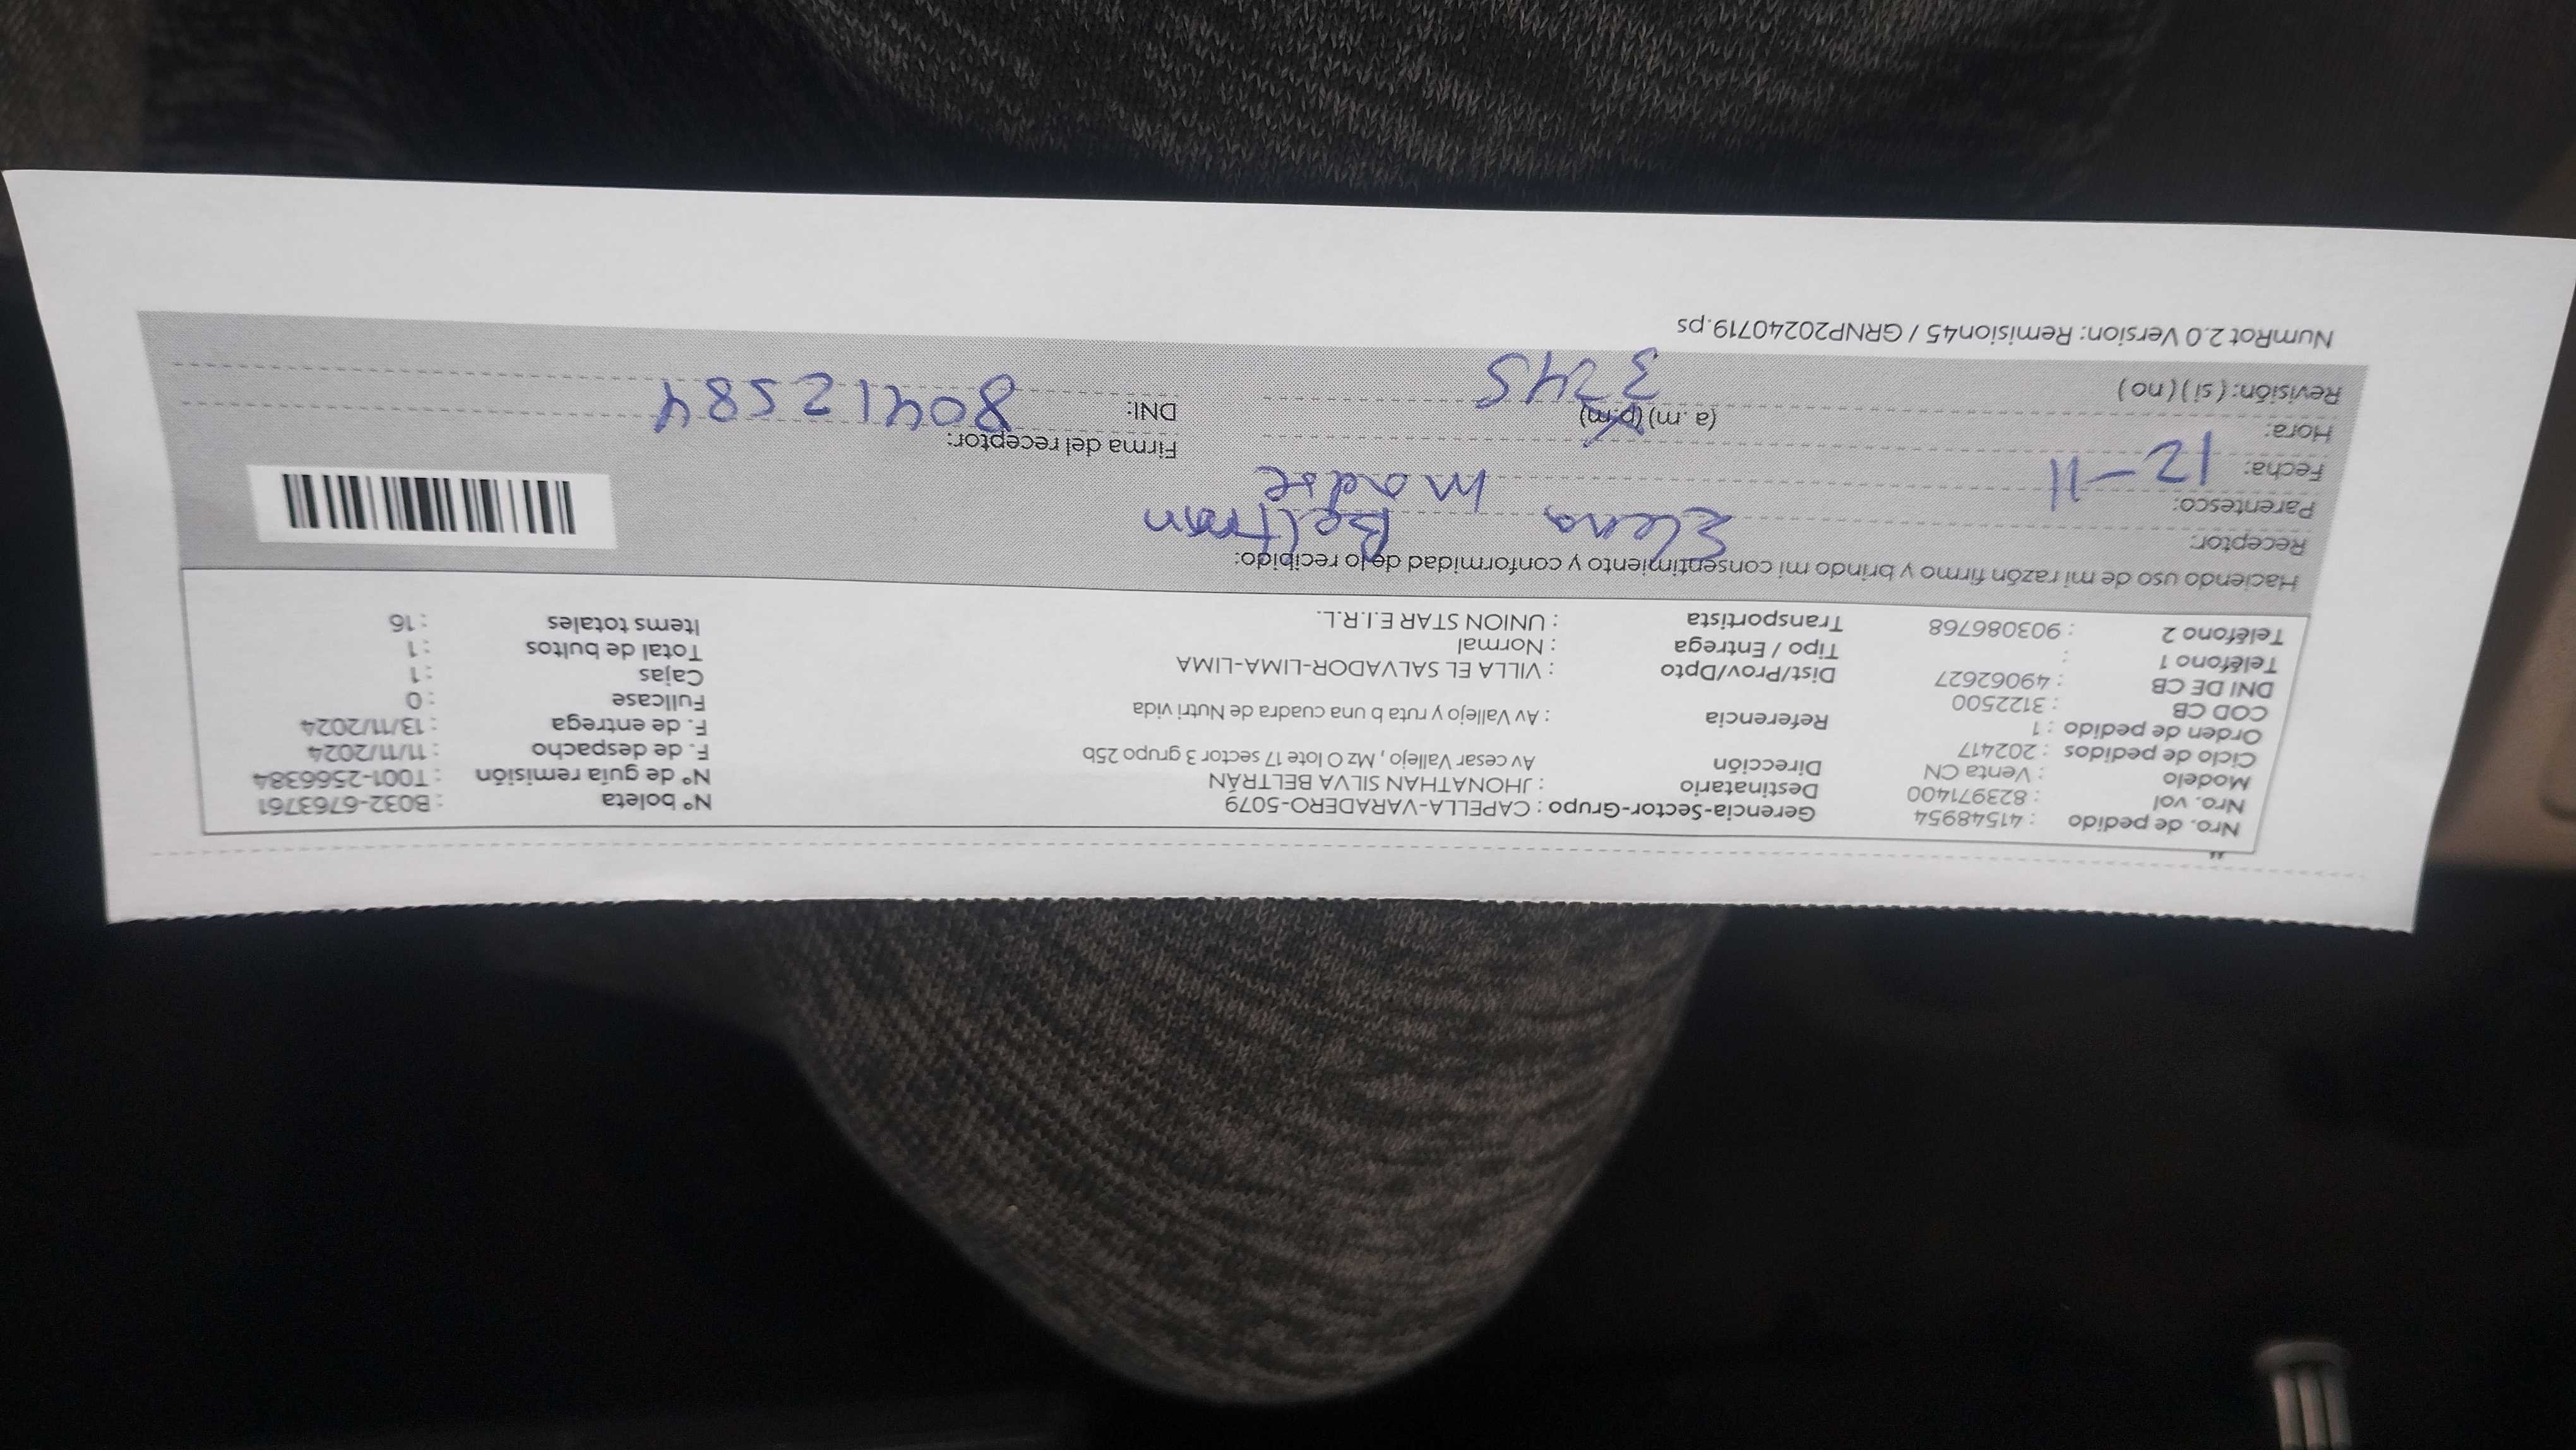 Nro. de pedido : 41548954 Gerencia-Sector-Grupo : CAPELLA-VARADERO-5079 N° boleta : B032-6763761
Nro. vol : 823971400 Destinatario : JHONATHAN SILVA BELTRÁN N° de guía remisión : T001-2566384
Modelo : Venta CN Dirección Av cesar Vallejo , Mz O lote 17 sector 3 grupo 25b F. de despacho : 11/11/2024
Ciclo de pedidos : 202417 F. de entrega : 13/11/2024
Orden de pedido : 1 Referencia : Av Vallejo y ruta b una cuadra de Nutri vida Fullcase : 0
COD CB : 3122500 Cajas : 1
DNI DE CB : 49062627 Dist/Prov/Dpto : VILLA EL SALVADOR-LIMA-LIMA Total de bultos : 1
Teléfono 1 : Tipo / Entrega : Normal Items totales : 16
Teléfono 2 : 903086768 Transportista : UNION STAR E.I.R.L.
Haciendo uso de mi razón firmo y brindo mi consentimiento y conformidad de lo recibido:
Receptor: Elena Beltran
Parentesco: madre
Fecha: 12-11 Firma del receptor:
Hora: (a.m) (p.m) DNI: 80412584
Revisión: ( si ) ( no )
NumRot 2.0 Version: Remision45 / GRNP20240719.ps